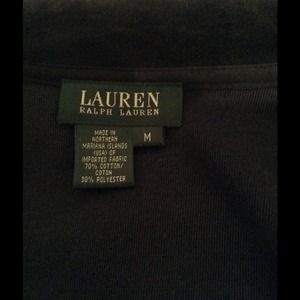 LAUREN
RALPH LAUREN
M
MADE IN
NORTHERN
MARIANA ISLANDS
(USA) OF
IMPORTED FABRIC
70% COTTON/
COTON
30% POLYESTER